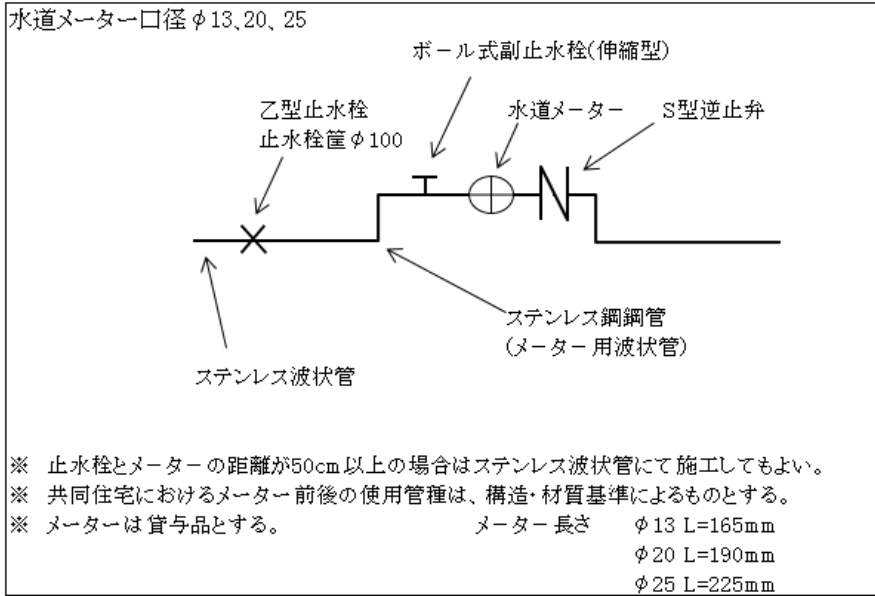 水道メーター口径φ13、20、25
ボール式副止水栓(伸縮型)
乙型止水栓
止水栓筐φ100
水道メーター
S型逆止弁
ステンレス鋼鋼管
(メーター用波状管)
ステンレス波状管
※ 止水栓とメーターの距離が50cm以上の場合はステンレス波状管にて施工してもよい。
※ 共同住宅におけるメーター前後の使用管種は、構造・材質基準によるものとする。
※ メーターは貸与品とする。 メーター長さ φ13 L=165mm
φ20 L=190mm
φ25 L=225mm